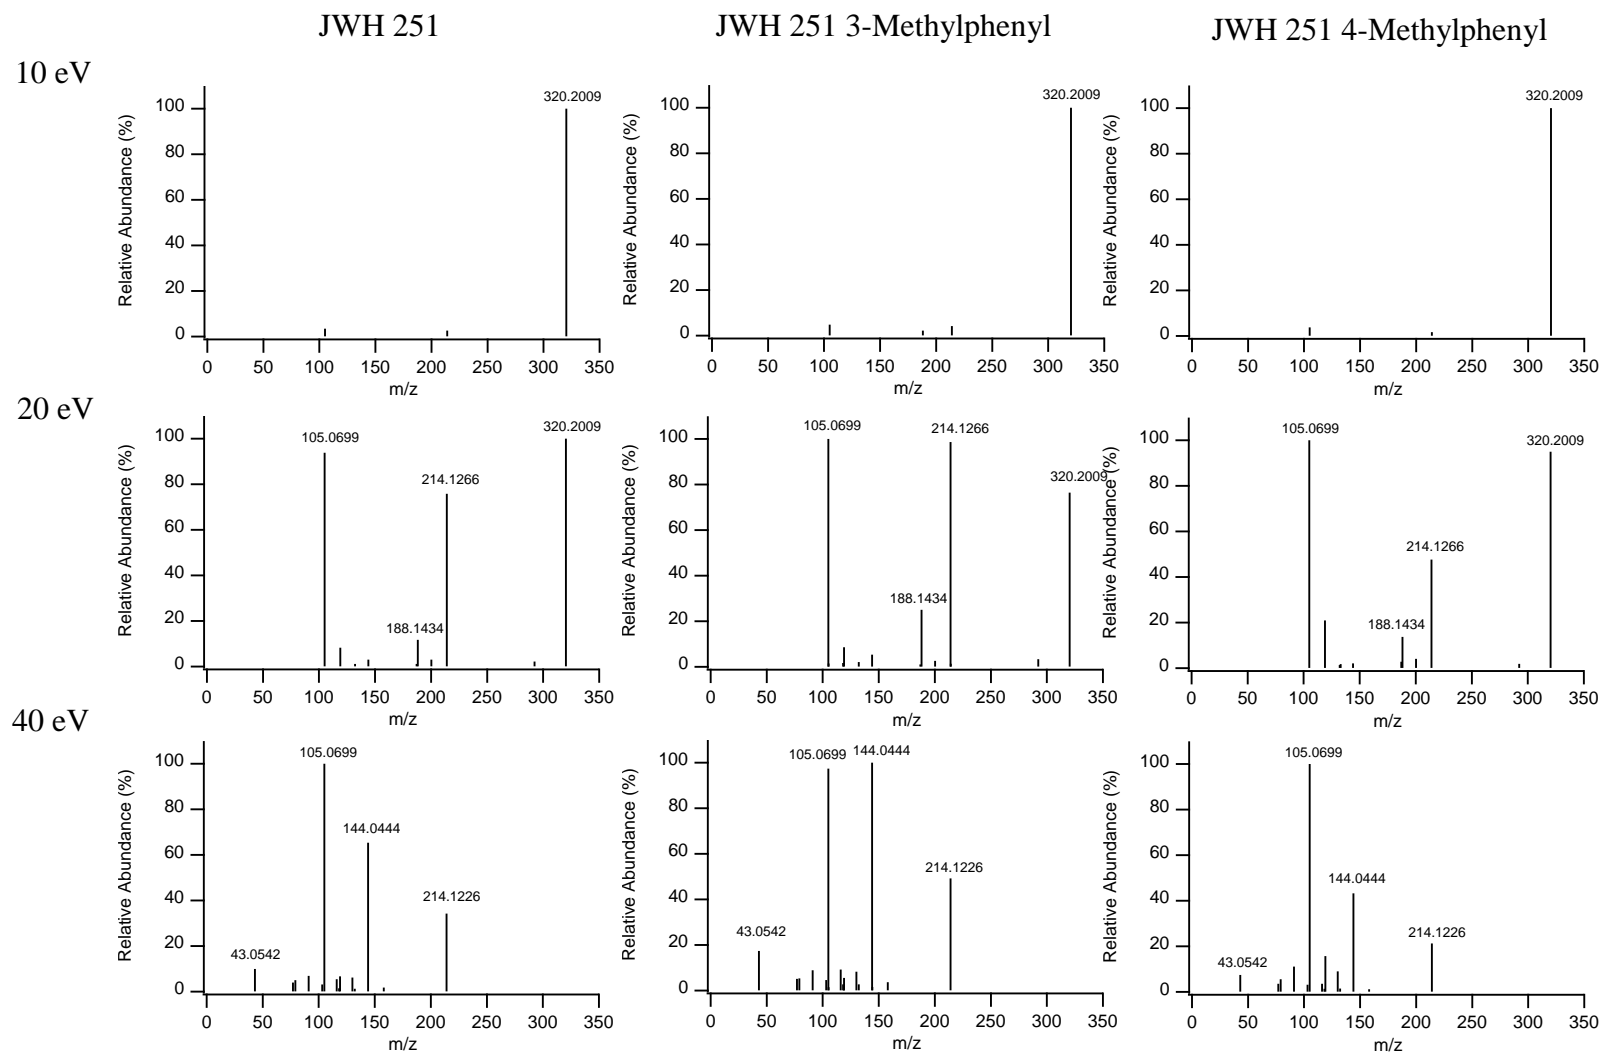 JWH 251
JWH 251 3-Methylphenyl
JWH 251 4-Methylphenyl
10 eV
Relative Abundance (%)
100
80
60
40
20
0
320.2009
0 50 100 150 200 250 300 350
m/z
Relative Abundance (%)
100
80
60
40
20
0
320.2009
0 50 100 150 200 250 300 350
m/z
Relative Abundance (%)
100
80
60
40
20
0
320.2009
0 50 100 150 200 250 300 350
m/z
20 eV
Relative Abundance (%)
100
80
60
40
20
0
105.0699
214.1266
188.1434
320.2009
0 50 100 150 200 250 300 350
m/z
Relative Abundance (%)
100
80
60
40
20
0
105.0699
214.1266
320.2009
188.1434
0 50 100 150 200 250 300 350
m/z
Relative Abundance (%)
100
80
60
40
20
0
105.0699
320.2009
214.1266
188.1434
0 50 100 150 200 250 300 350
m/z
40 eV
Relative Abundance (%)
100
80
60
40
20
0
105.0699
144.0444
214.1226
43.0542
0 50 100 150 200 250 300 350
m/z
Relative Abundance (%)
100
80
60
40
20
0
105.0699 144.0444
214.1226
43.0542
0 50 100 150 200 250 300 350
m/z
Relative Abundance (%)
100
80
60
40
20
0
105.0699
144.0444
214.1226
43.0542
0 50 100 150 200 250 300 350
m/z